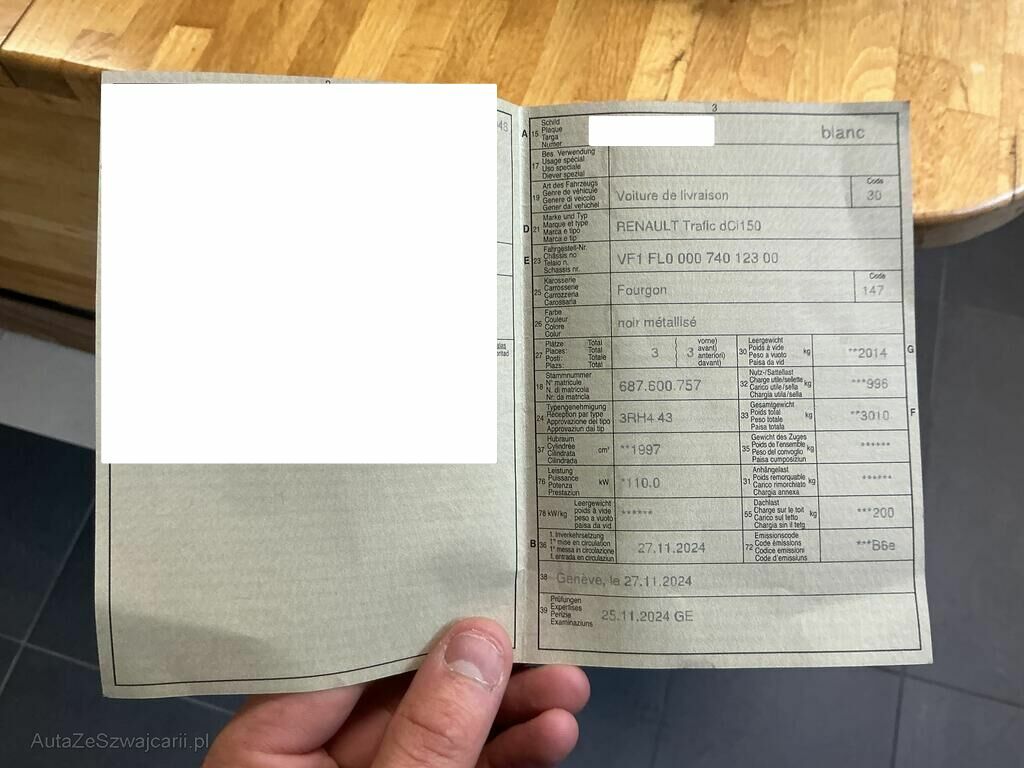 2
3
48
A 15 Schild
Plaque
Targa
Numer
blanc
17 Bes. Verwendung
Usage spécial
Uso speciale
Diever spezial
19 Art des Fahrzeugs
Genre de véhicule
Genere di veicolo
Gener dal vehichel
Voiture de livraison
Code
30
D 21 Marke und Typ
Marque et type
Marca e tipo
Marca e tip
RENAULT Trafic dCi150
E 23 Fahrgestell-Nr.
Châssis no
Telaio n.
Schassis nr.
VF1 FL0 000 740 123 00
25 Karosserie
Carrosserie
Carrozzeria
Carossaria
Fourgon
Code
147
26 Farbe
Couleur
Colore
Colur
noir métallisé
27 Plätze Total
Places: Total
Posti: Totale
Plazs: Total
3
3
vorne)
avant)
anteriori)
davant)
30 Leergewicht
Poids à vide
Peso a vuoto
Paisa da vid
kg
**2014
G
18 Stammnummer
N° matricule
N. di matricola
Nr. da matricla
687.600.757
32 Nutz-/Sattellast
Charge utile/sellette
Carico utile/sella
Chargia utila/sella
kg
***996
24 Typengenehmigung
Réception par type
Approvazione del tipo
Approvaziun dal tip
3RH4 43
33 Gesamtgewicht
Poids total
Peso totale
Paisa totala
kg
**3010
F
37 Hubraum
Cylindrée
Cilindrata
Cilindrada
cm³
**1997
35 Gewicht des Zuges
Poids de l'ensemble
Peso del convoglio
Paisa cumposiziun
kg
******
76 Leistung
Puissance
Potenza
Prestaziun
kW
*110.0
31 Anhängelast
Poids remorquable
Carico rimorchiato
Chargia annexa
kg
******
78 kW/kg
Leergewicht
poids à vide
peso a vuoto
paisa da vid
******
55 Dachlast
Charge sur le toit
Carico sul tetto
Chargia sin il tetg
kg
***200
B 36 1. Inverkehrsetzung
1re mise en circulation
1a messa in circolazione
1. entrada en circulaziun
27.11.2024
72 Emissionscode
Code émissions
Codice emissioni
Code d'emissiuns
***B6e
38 Genève, le 27.11.2024
39 Prüfungen
Expertises
Perizie
Examinaziuns
25.11.2024 GE
AutaZeSzwajcarii.pl